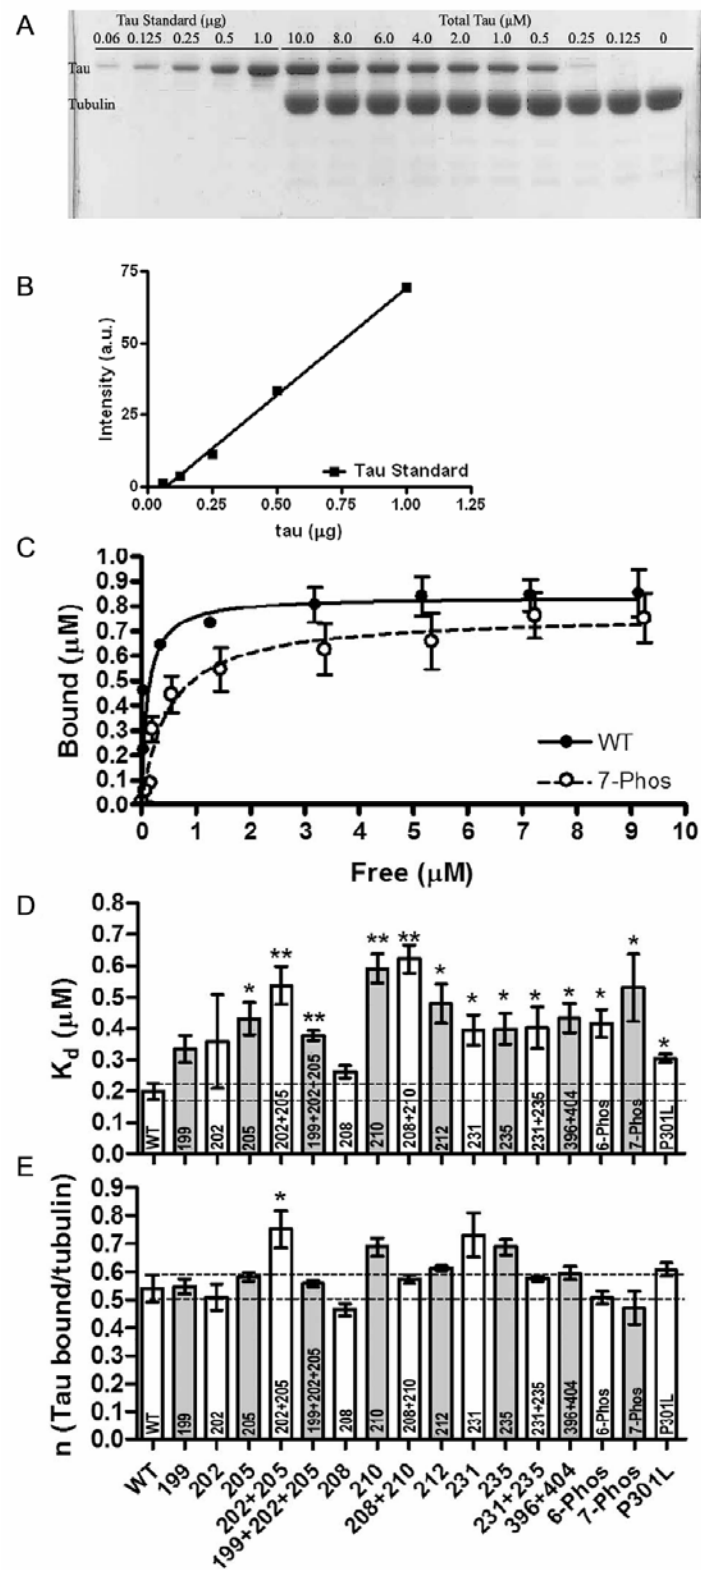 A
Tau Standard (μg) Total Tau (μM)
0.06 0.125 0.25 0.5 1.0 10.0 8.0 6.0 4.0 2.0 1.0 0.5 0.25 0.125 0
Tau
Tubulin
B
75
50
25
0
Intensity (a.u.)
Tau Standard
0.00 0.25 0.50 0.75 1.00 1.25
tau (μg)
C
1.0
0.9
0.8
0.7
0.6
0.5
0.4
0.3
0.2
0.1
0.0
Bound (μM)
WT
7-Phos
0 1 2 3 4 5 6 7 8 9 10
Free (μM)
D
0.8
0.7
0.6
0.5
0.4
0.3
0.2
0.1
0.0
Kd (μM)
* ** ** ** ** * * * * * * * *
WT 199 202 205 202+205 199+202+205 208 210 208+210 212 231 235 231+235 396+404 6-Phos 7-Phos P301L
E
0.9
0.8
0.7
0.6
0.5
0.4
0.3
0.2
0.1
0.0
n (Tau bound/tubulin)
*
WT 199 202 205 202+205 199+202+205 208 210 208+210 212 231 235 231+235 396+404 6-Phos 7-Phos P301L
WT 199 202 205 202+205 199+202+205 208 210 208+210 212 231 235 231+235 396+404 6-Phos 7-Phos P301L